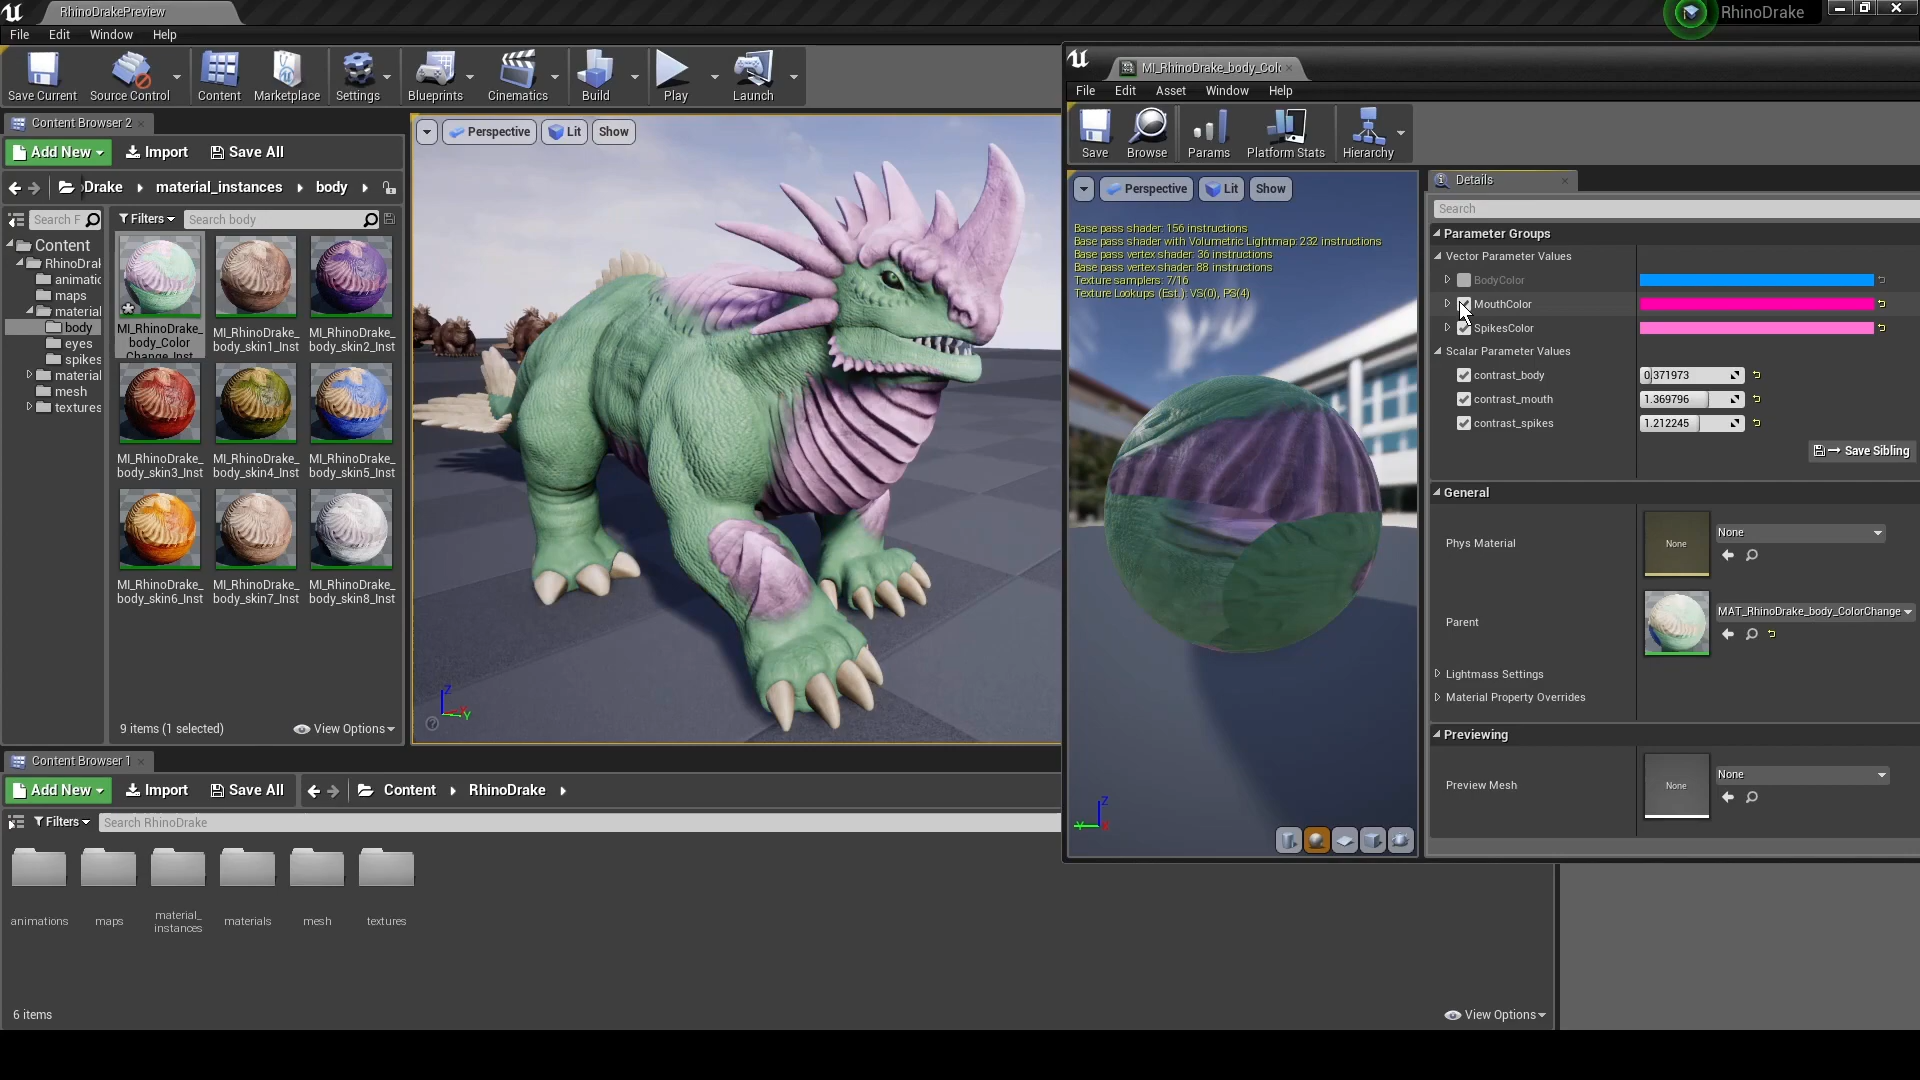 RhinoDrakePreview
RhinoDrake
File Edit Window Help
Save Current Source Control Content Marketplace Settings Blueprints Cinematics Build Play Launch
Content Browser 2
Add New Import Save All
Drake material_instances body
Search F
Filters Search body
Content
RhinoDral
animatic
maps
material
body
eyes
spikes
material
mesh
textures
MI_RhinoDrake_
body_Color
Change_Inst
MI_RhinoDrake_
body_skin1_Inst
MI_RhinoDrake_
body_skin2_Inst
MI_RhinoDrake_
body_skin3_Inst
MI_RhinoDrake_
body_skin4_Inst
MI_RhinoDrake_
body_skin5_Inst
MI_RhinoDrake_
body_skin6_Inst
MI_RhinoDrake_
body_skin7_Inst
MI_RhinoDrake_
body_skin8_Inst
9 items (1 selected) View Options
Perspective Lit Show
Z
Y
MI_RhinoDrake_body_Col
File Edit Asset Window Help
Save Browse Params Platform Stats Hierarchy
Perspective Lit Show
Base pass shader: 156 instructions
Base pass shader with Volumetric Lightmap: 232 instructions
Base pass vertex shader: 36 instructions
Base pass vertex shader: 88 instructions
Texture samplers: 7/16
Texture Lookups (Est.): VS(0), PS(4)
Z
Y
Details
Search
Parameter Groups
Vector Parameter Values
BodyColor
MouthColor
SpikesColor
Scalar Parameter Values
contrast_body 0.371973
contrast_mouth 1.369796
contrast_spikes 1.212245
Save Sibling
General
Phys Material None None
Parent MAT_RhinoDrake_body_ColorChange
Lightmass Settings
Material Property Overrides
Previewing
Preview Mesh None None
Content Browser 1
Add New Import Save All Content RhinoDrake
Filters Search RhinoDrake
animations
maps
material_
instances
materials
mesh
textures
6 items View Options